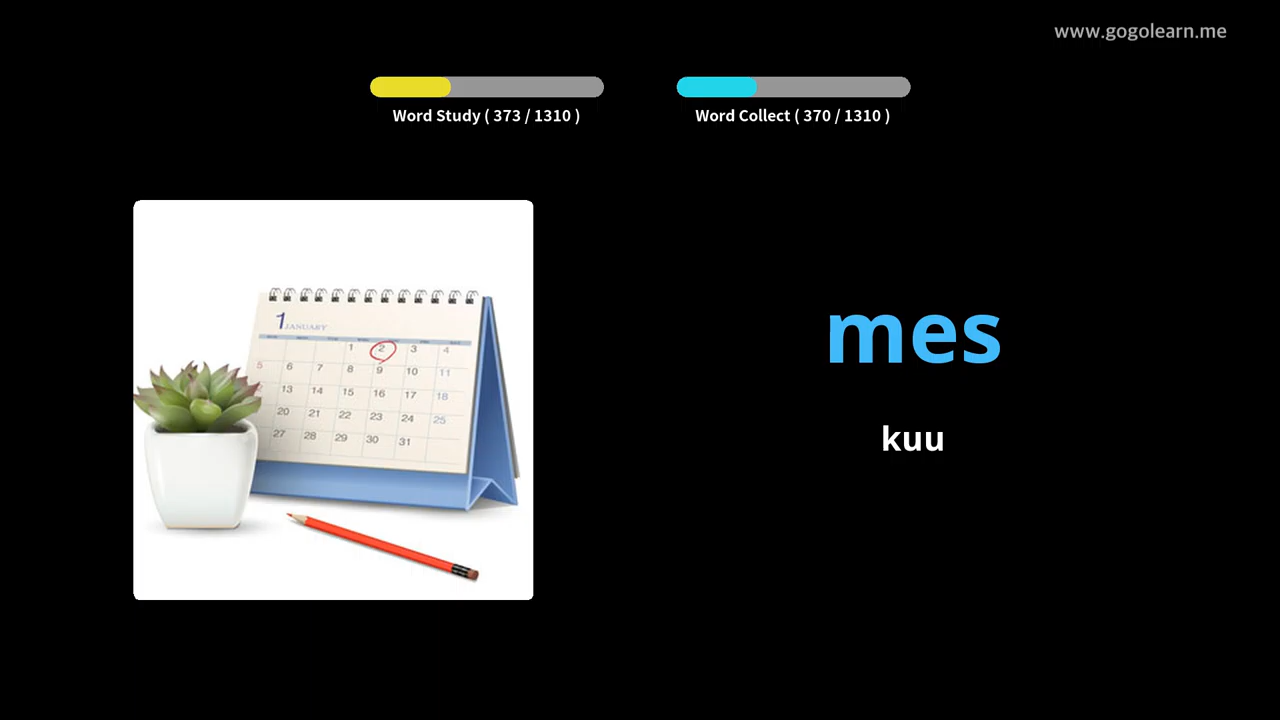 www.gogolearn.me
Word Study ( 373 / 1310 )
Word Collect ( 370 / 1310 )
1 JANUARY
1 2 3 4
5 6 7 8 9 10 11
13 14 15 16 17 18
20 21 22 23 24 25
27 28 29 30 31
mes
kuu